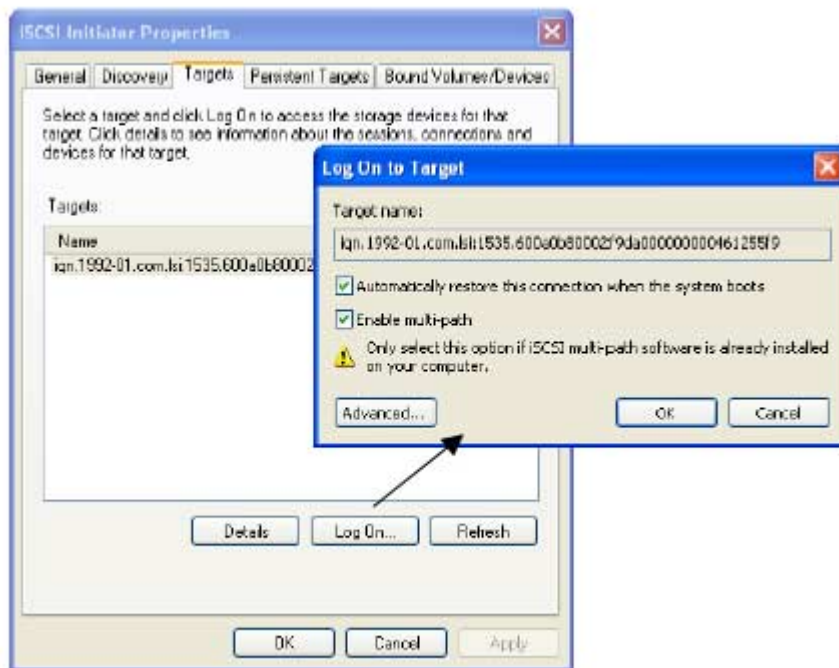 iSCSI Initiator Properties
General Discovery Targets Persistent Targets Bound Volumes/Devices
Select a target and click Log On to access the storage devices for that
target. Click details to see information about the sessions, connections and
devices for that target.
Targets:
Name
iqn.1992-01.com.lsi:1535.600a0b80002
Details
Log On...
Refresh
OK
Cancel
Apply
Log On to Target
Target name:
iqn.1992-01.com.lsi:1535.600a0b80002f9da00000000461255f9
Automatically restore this connection when the system boots
Enable multi-path
Only select this option if iSCSI multi-path software is already installed
on your computer.
Advanced...
OK
Cancel